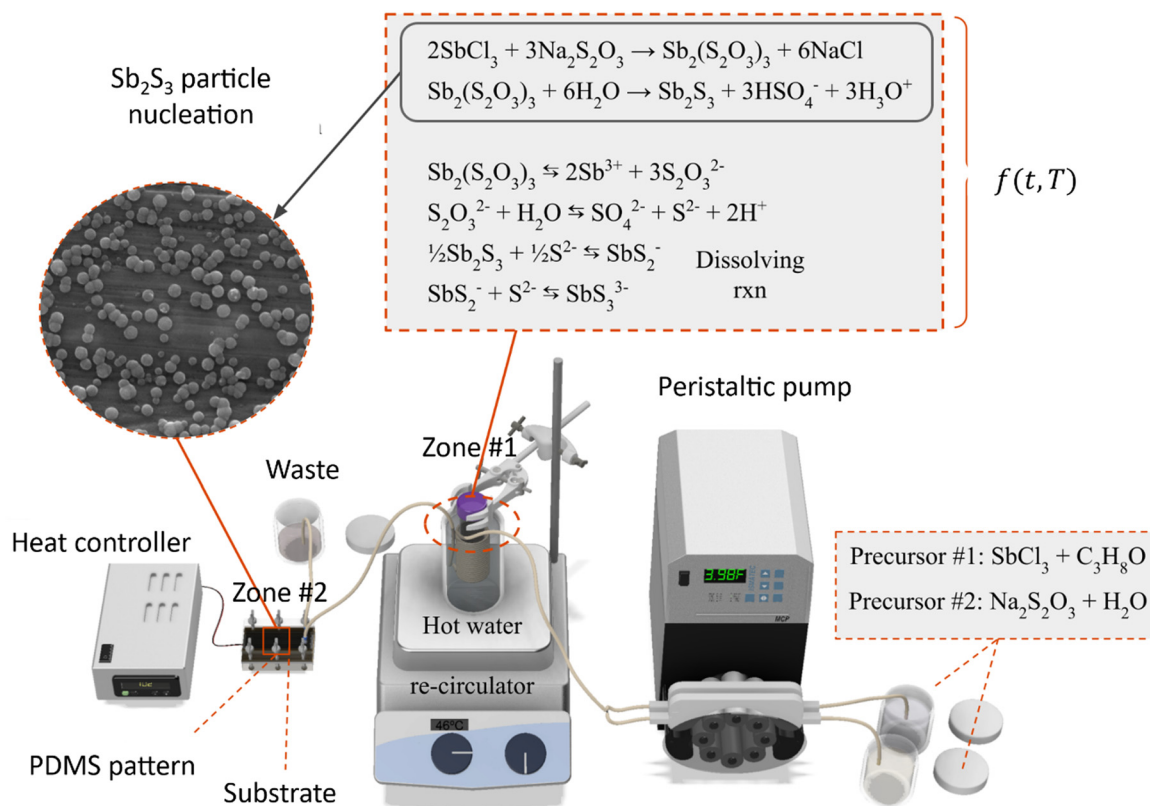 2SbCl₃ + 3Na₂S₂O₃ → Sb₂(S₂O₃)₃ + 6NaCl
Sb₂(S₂O₃)₃ + 6H₂O → Sb₂S₃ + 3HSO₄⁻ + 3H₃O⁺
Sb₂(S₂O₃)₃ ⇆ 2Sb³⁺ + 3S₂O₃²⁻
S₂O₃²⁻ + H₂O ⇆ SO₄²⁻ + S²⁻ + 2H⁺
½Sb₂S₃ + ½S²⁻ ⇆ SbS₂⁻
SbS₂⁻ + S²⁻ ⇆ SbS₃³⁻
Dissolving
rxn
f(t, T)
Sb₂S₃ particle
nucleation
Peristaltic pump
Zone #1
Waste
Heat controller
Zone #2
Hot water
re-circulator
46°C
3.98F
MCP
Precursor #1: SbCl₃ + C₃H₈O
Precursor #2: Na₂S₂O₃ + H₂O
PDMS pattern
Substrate